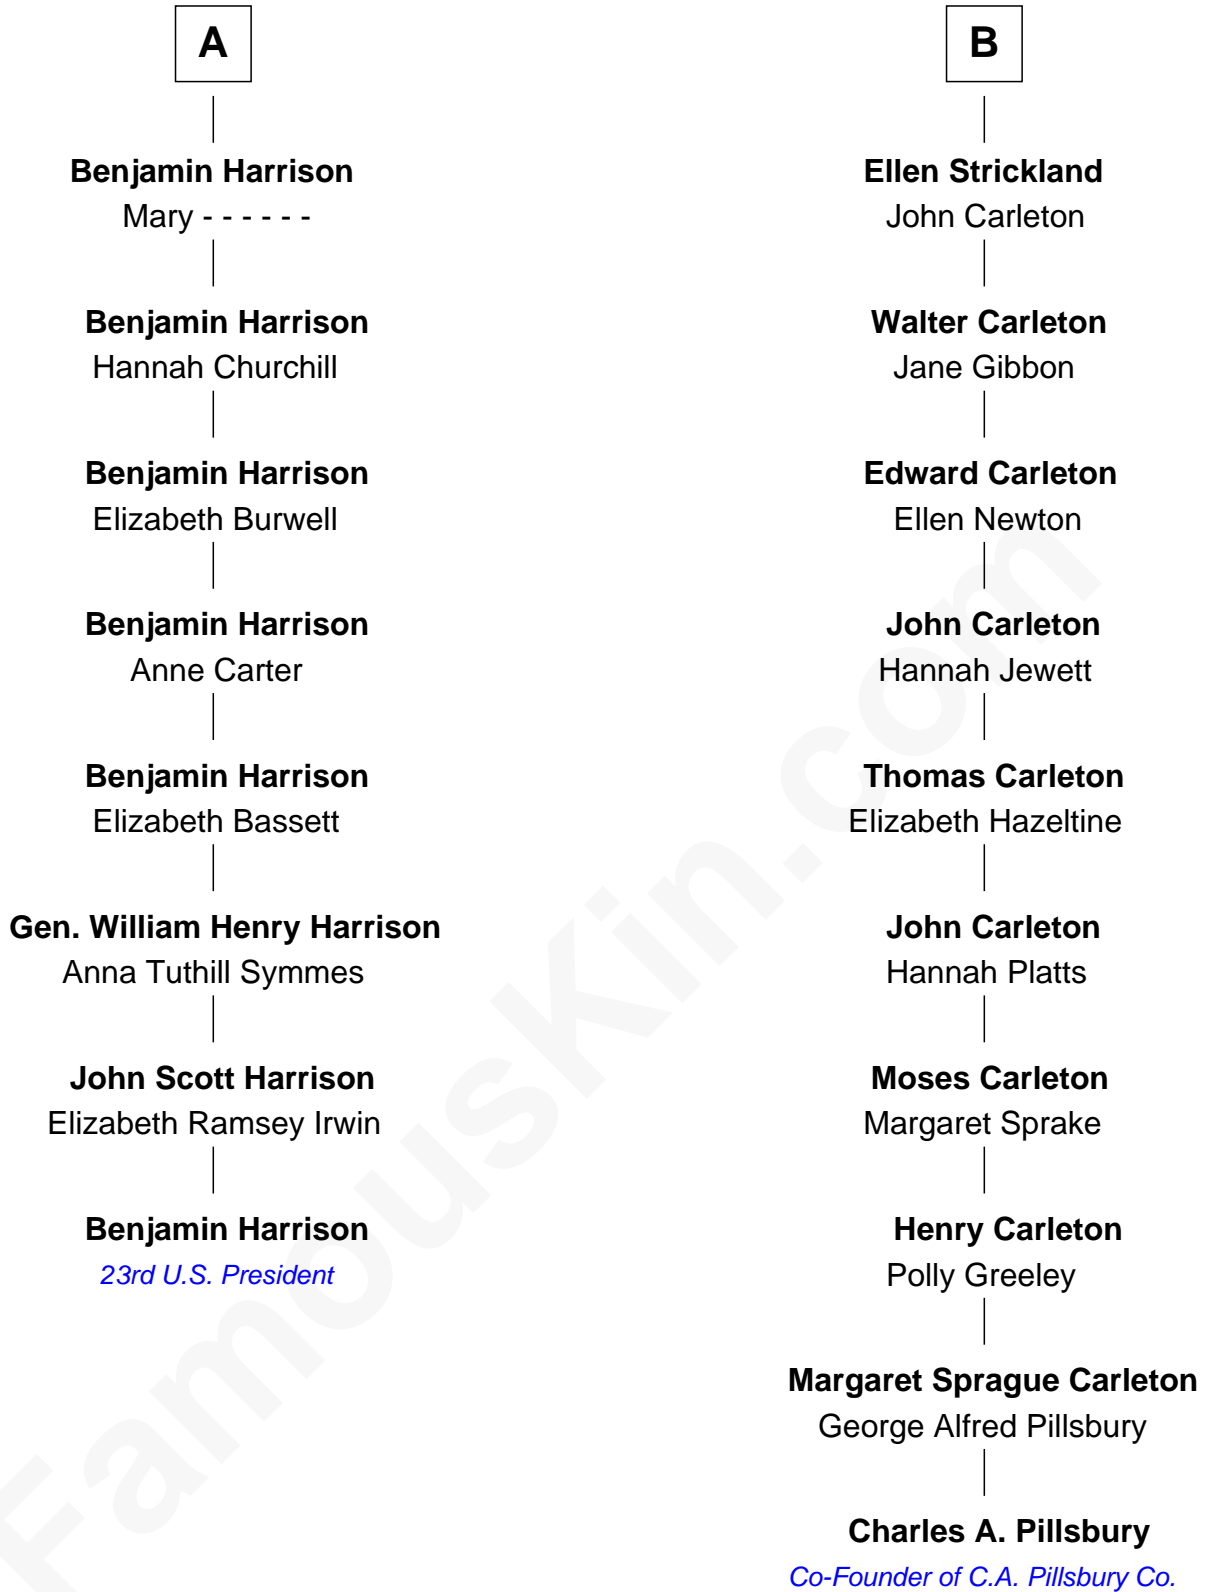 A
Benjamin Harrison
Mary - - - - - -
Benjamin Harrison
Hannah Churchill
Benjamin Harrison
Elizabeth Burwell
Benjamin Harrison
Anne Carter
Benjamin Harrison
Elizabeth Bassett
Gen. William Henry Harrison
Anna Tuthill Symmes
John Scott Harrison
Elizabeth Ramsey Irwin
Benjamin Harrison
23rd U.S. President
B
Ellen Strickland
John Carleton
Walter Carleton
Jane Gibbon
Edward Carleton
Ellen Newton
John Carleton
Hannah Jewett
Thomas Carleton
Elizabeth Hazeltine
John Carleton
Hannah Platts
Moses Carleton
Margaret Sprake
Henry Carleton
Polly Greeley
Margaret Sprague Carleton
George Alfred Pillsbury
Charles A. Pillsbury
Co-Founder of C.A. Pillsbury Co.
FamousKin.com